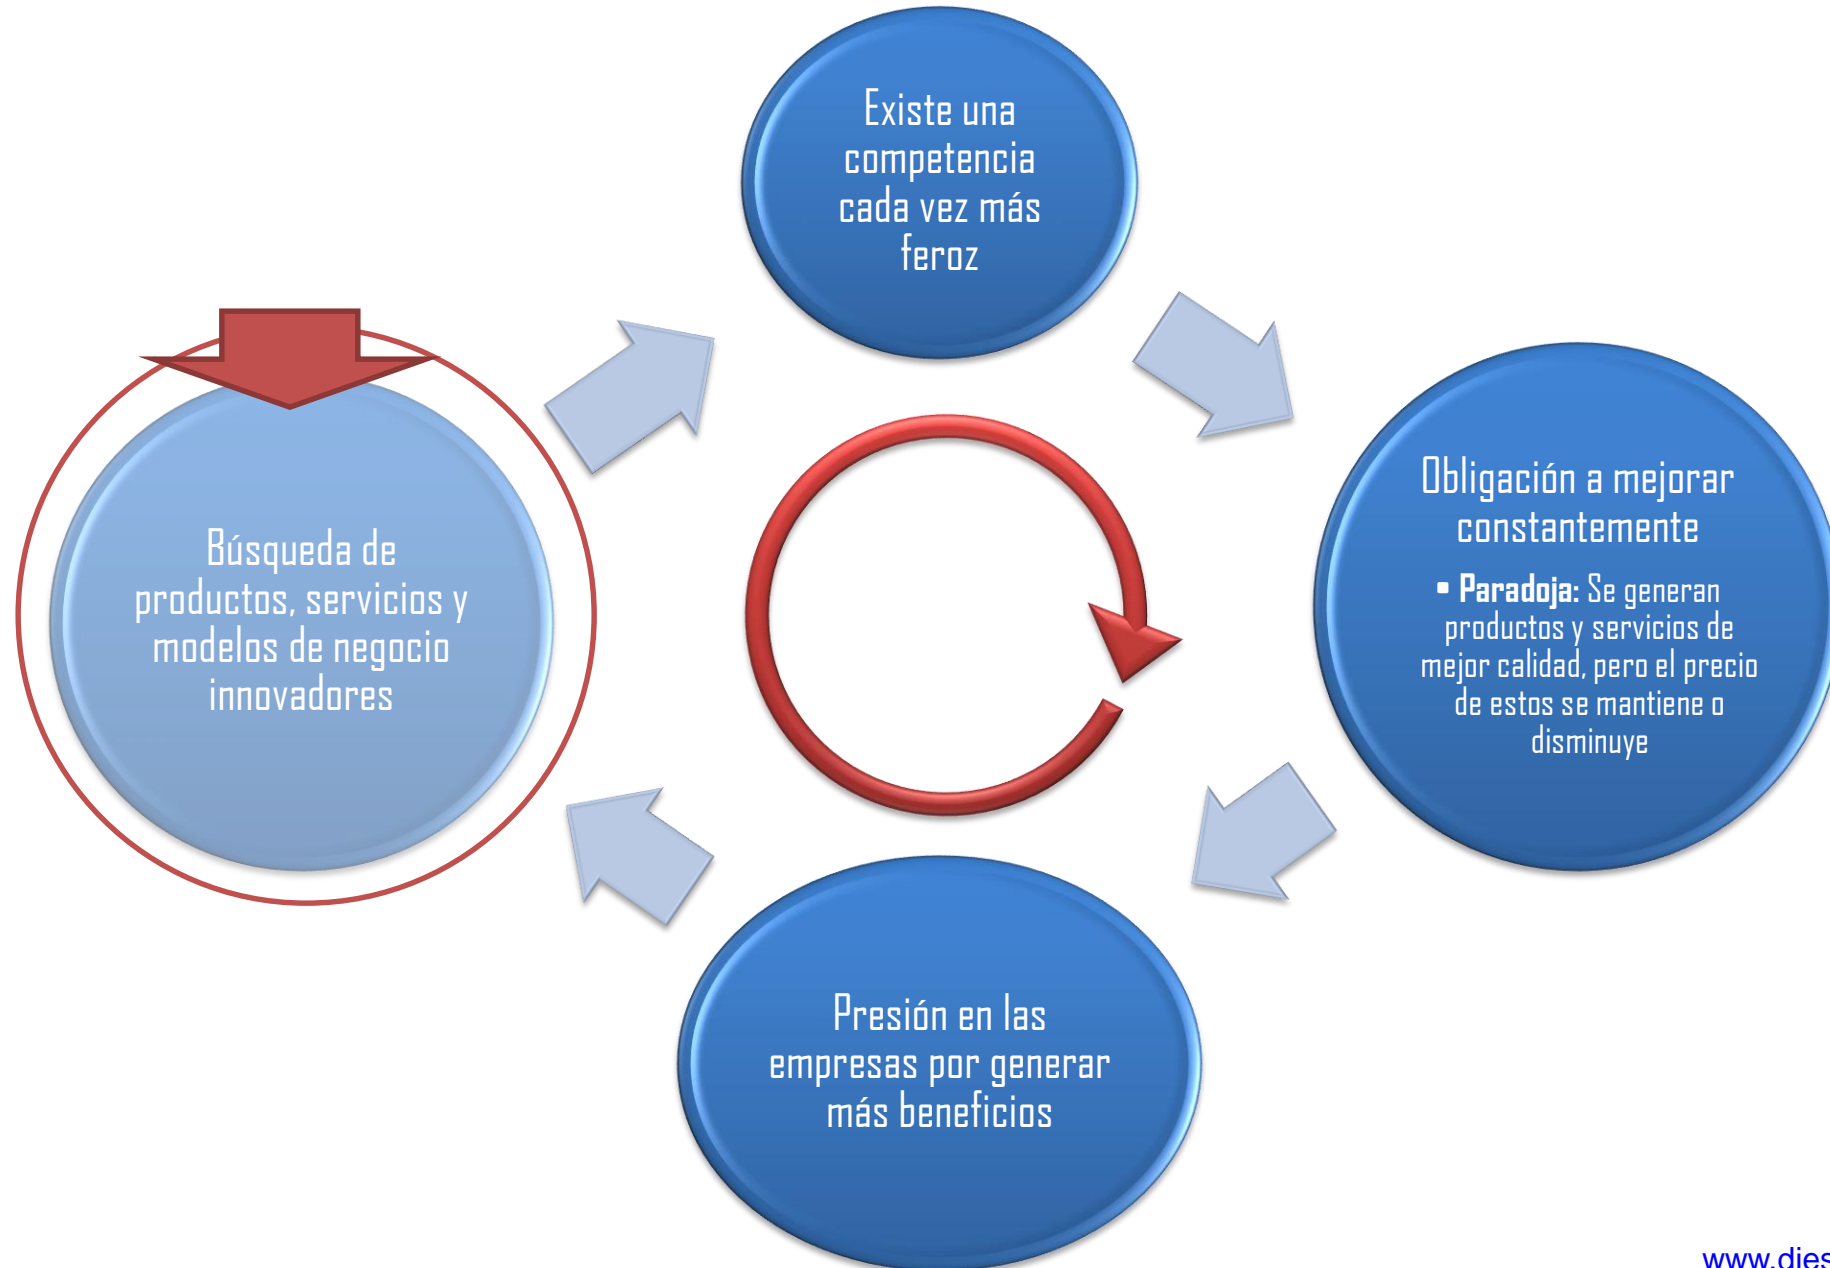 Existe una
competencia
cada vez más
feroz
Obligación a mejorar
constantemente
▪ Paradoja: Se generan
productos y servicios de
mejor calidad, pero el precio
de estos se mantiene o
disminuye
Presión en las
empresas por generar
más beneficios
Búsqueda de
productos, servicios y
modelos de negocio
innovadores
www.dies